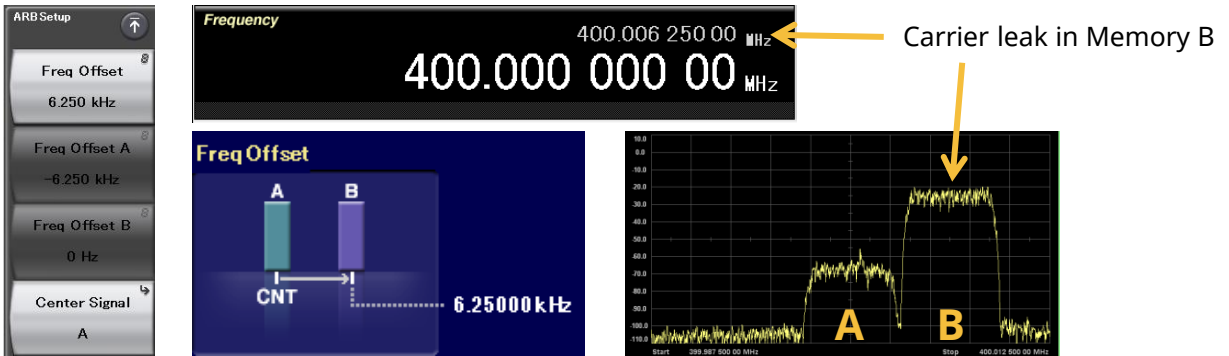 ARB Setup
Freq Offset
6.250 kHz
Freq Offset A
-6.250 kHz
Freq Offset B
0 Hz
Center Signal
A
Frequency
400.006 250 00 MHz
400.000 000 00 MHz
Carrier leak in Memory B
Freq Offset
A B
CNT
6.25000kHz
10.0
0.0
-10.0
-20.0
-30.0
-40.0
-50.0
-60.0
-70.0
-80.0
-90.0
-100.0
-110.0
A B
Start 399.987 500 00 MHz Stop 400.012 500 00 MHz